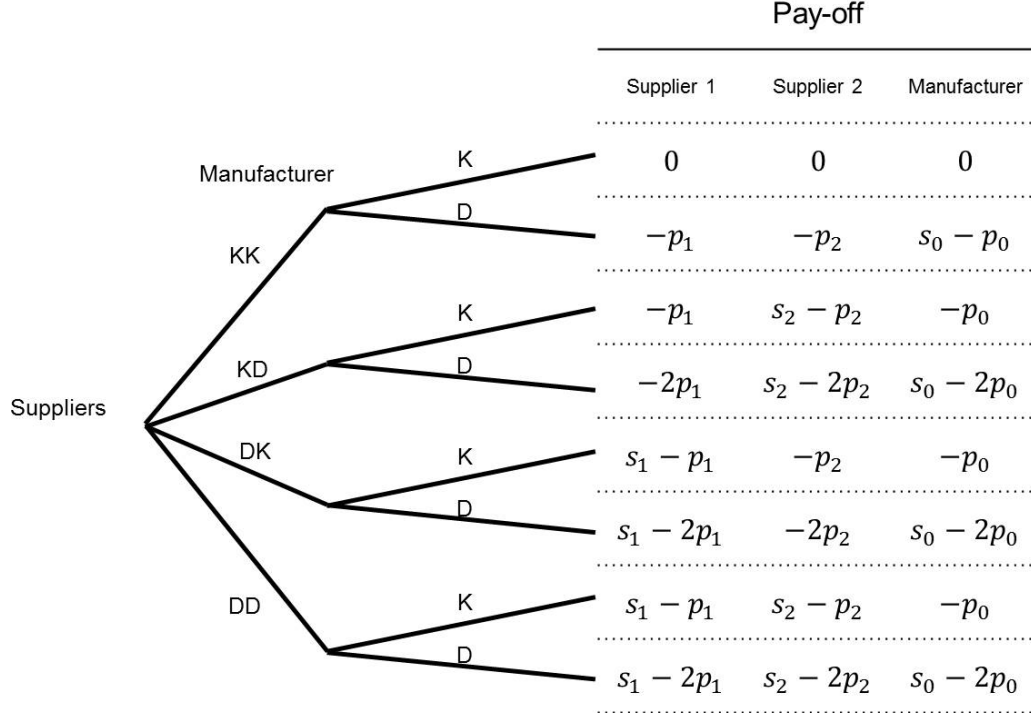 Pay-off
Supplier 1 Supplier 2 Manufacturer
K 0 0 0
Manufacturer
D −p₁ −p₂ s₀ − p₀
KK
K −p₁ s₂ − p₂ −p₀
KD
D −2p₁ s₂ − 2p₂ s₀ − 2p₀
Suppliers
DK
K s₁ − p₁ −p₂ −p₀
D s₁ − 2p₁ −2p₂ s₀ − 2p₀
DD
K s₁ − p₁ s₂ − p₂ −p₀
D s₁ − 2p₁ s₂ − 2p₂ s₀ − 2p₀